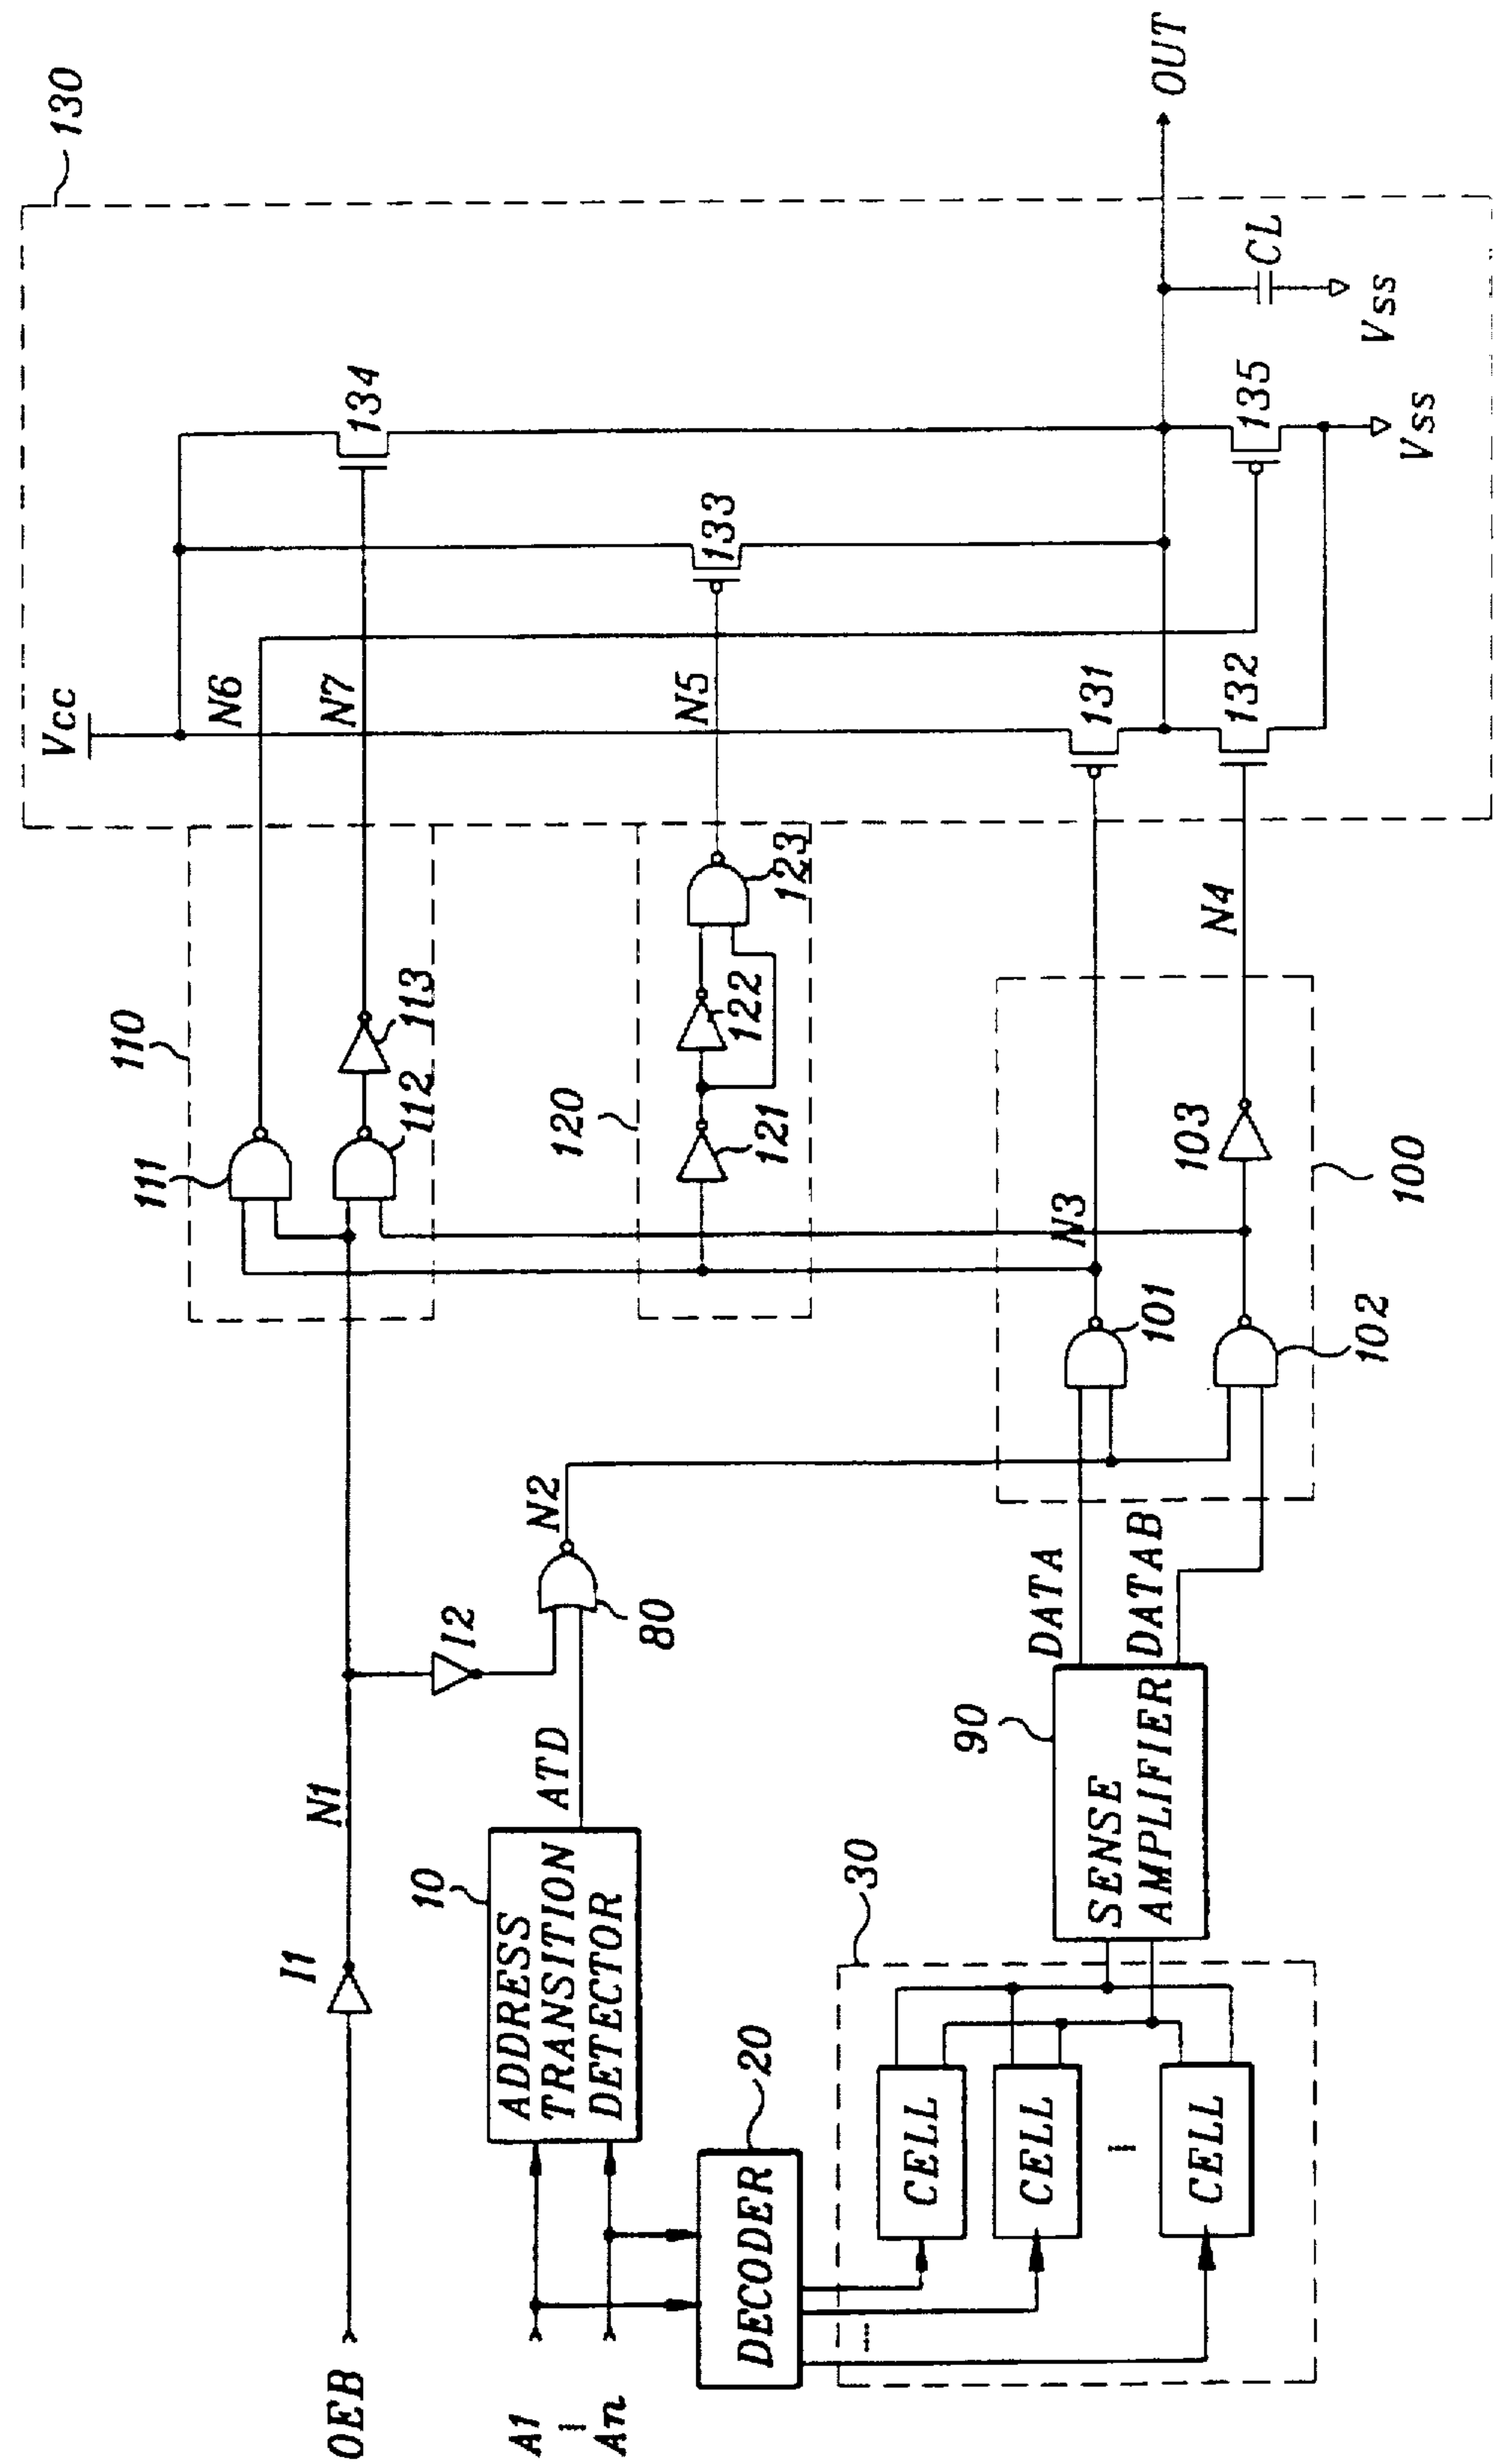 130
Vcc
N6
N7
134
N5
133
131
132
135
OUT
CL
Vss
Vss
110
111
112
113
120
121
122
123
N3
N4
101
102
103
100
OEB
I1
N1
I2
N2
80
ATD
10
ADDRESS
TRANSITION
DETECTOR
A1
An
20
DECODER
30
CELL
CELL
CELL
90
SENSE
AMPLIFIER
DATA
DATAB